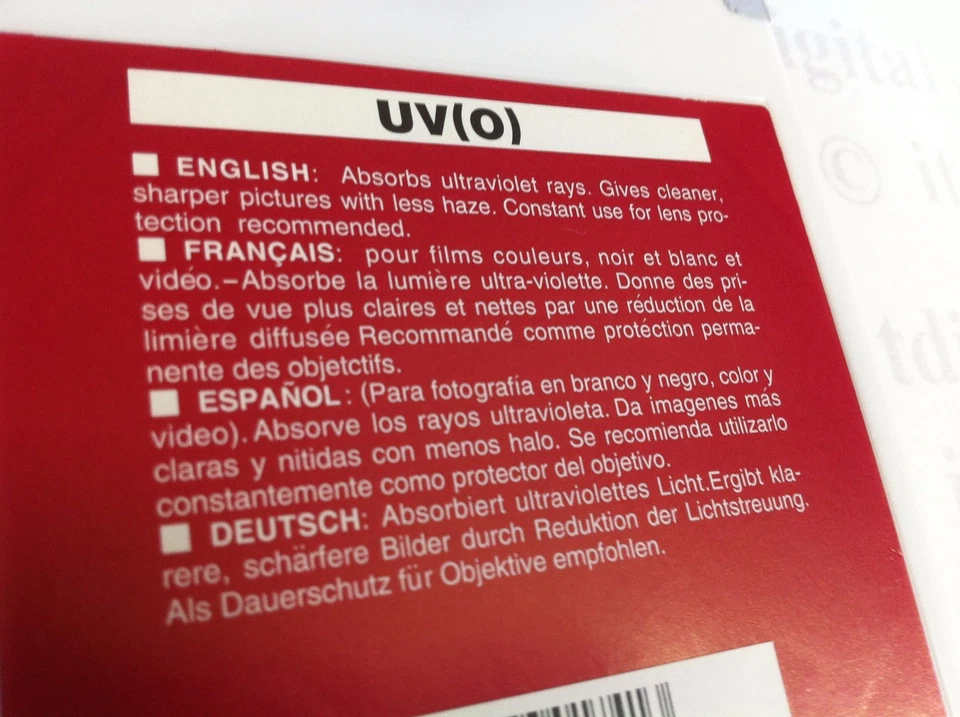 UV(O)
■ ENGLISH: Absorbs ultraviolet rays. Gives cleaner,
sharper pictures with less haze. Constant use for lens pro-
tection recommended.
■ FRANÇAIS: pour films couleurs, noir et blanc et
vidéo.–Absorbe la lumière ultra-violette. Donne des pri-
ses de vue plus claires et nettes par une réduction de la
limière diffusée Recommandé comme protéction perma-
nente des objetctifs.
■ ESPAÑOL: (Para fotografía en branco y negro, color y
video). Absorve los rayos ultravioleta. Da imagenes más
claras y nitidas con menos halo. Se recomienda utilizarlo
constantemente como protector del objetivo.
■ DEUTSCH: Absorbiert ultraviolettes Licht.Ergibt kla-
rere, schärfere Bilder durch Reduktion der Lichtstreuung.
Als Dauerschutz für Objektive empfohlen.